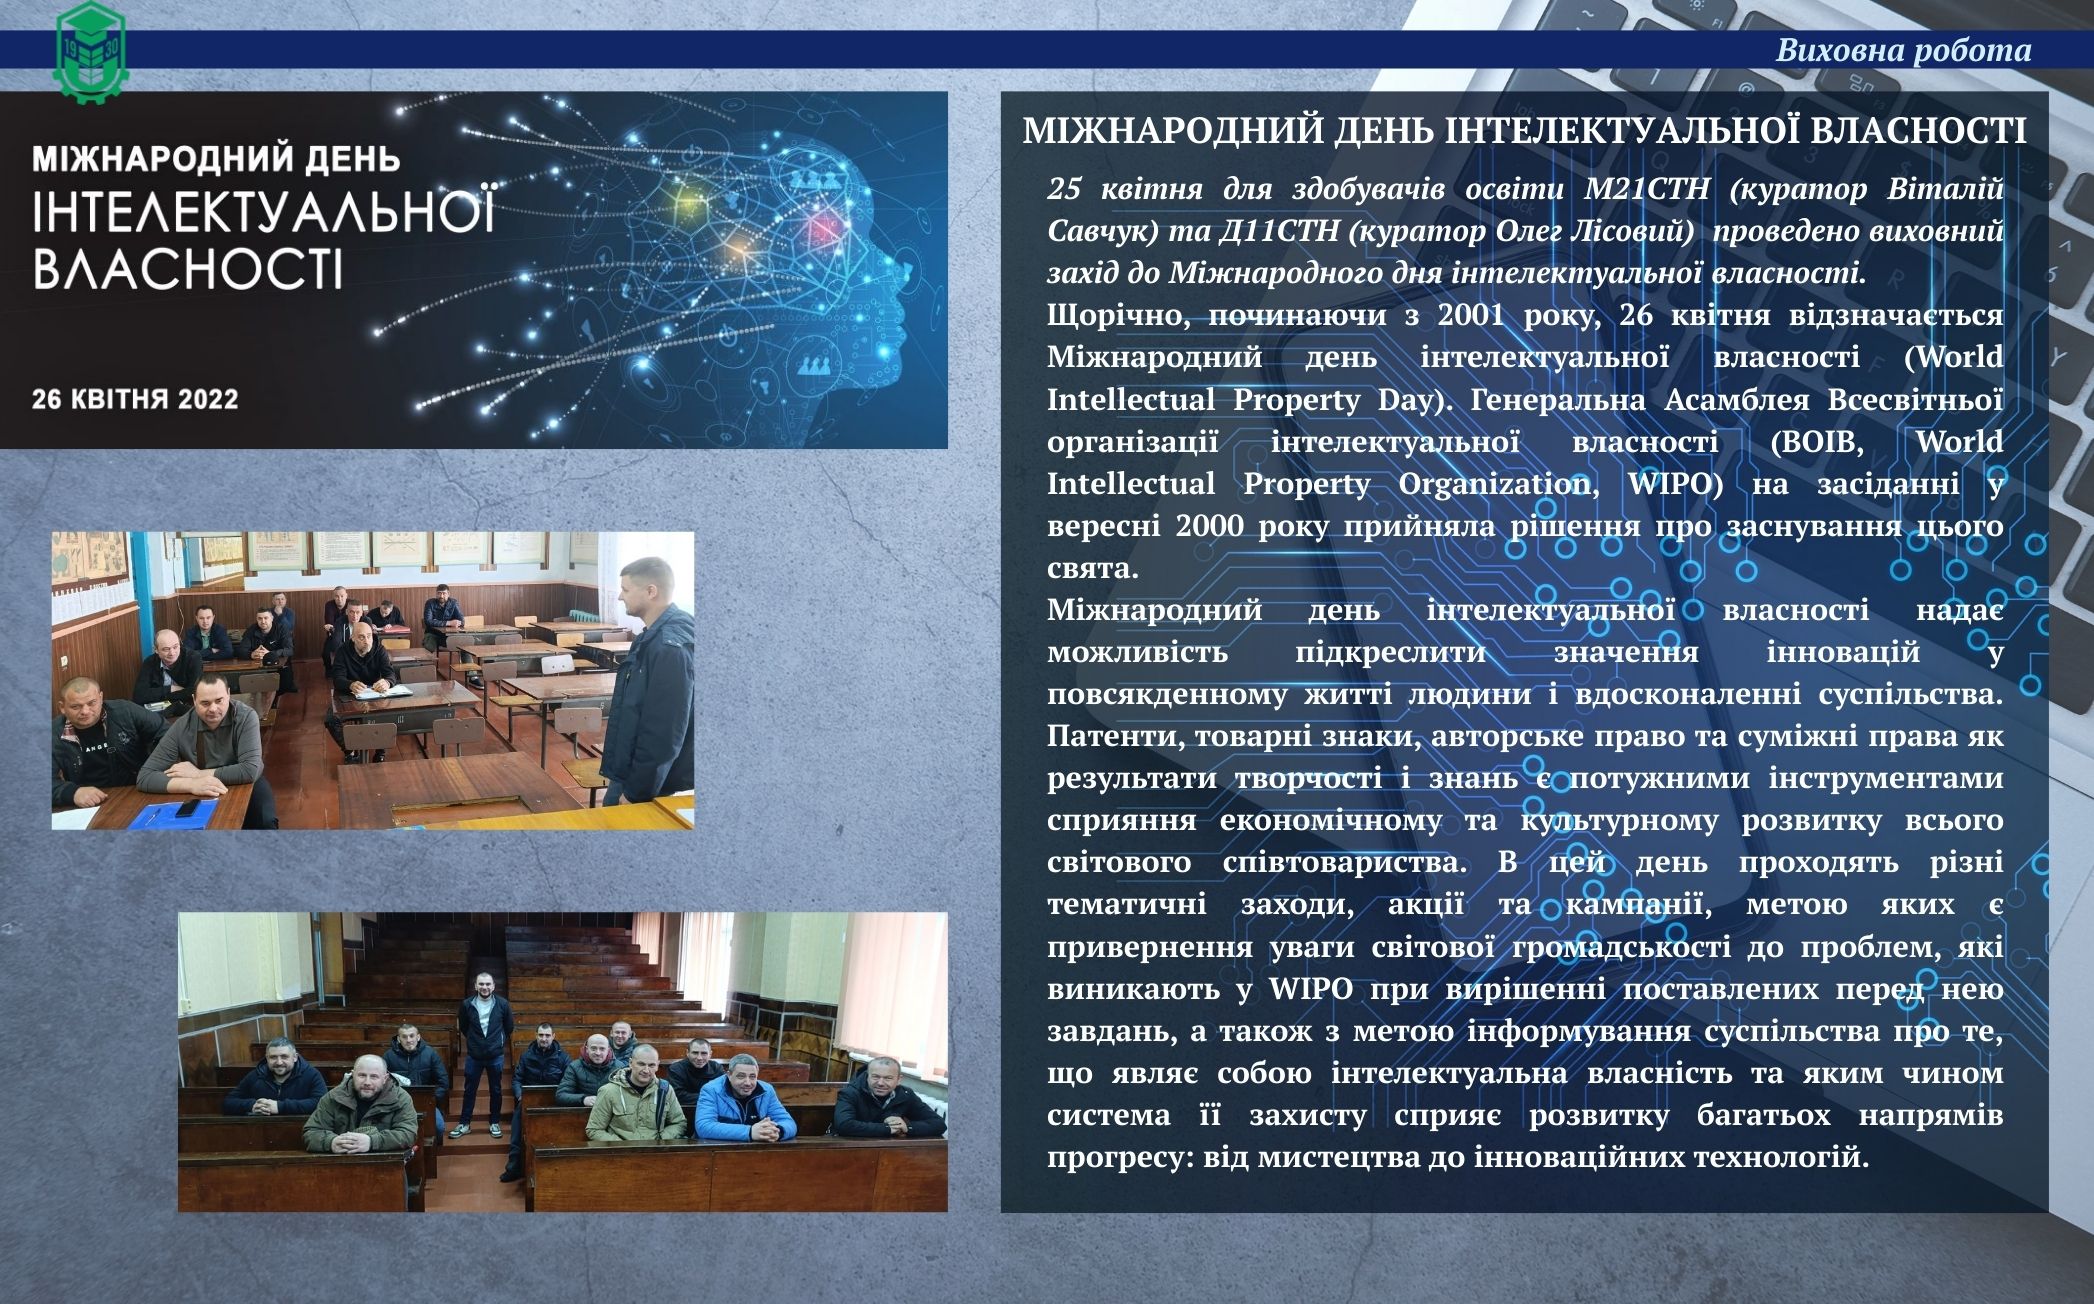 19 30
Виховна робота
МІЖНАРОДНИЙ ДЕНЬ
ІНТЕЛЕКТУАЛЬНОЇ
ВЛАСНОСТІ
26 КВІТНЯ 2022
МІЖНАРОДНИЙ ДЕНЬ ІНТЕЛЕКТУАЛЬНОЇ ВЛАСНОСТІ
25 квітня для здобувачів освіти М21СТН (куратор Віталій
Савчук) та Д11СТН (куратор Олег Лісовий) проведено виховний
захід до Міжнародного дня інтелектуальної власності.
Щорічно, починаючи з 2001 року, 26 квітня відзначається
Міжнародний день інтелектуальної власності (World
Intellectual Property Day). Генеральна Асамблея Всесвітньої
організації інтелектуальної власності (ВОІВ, World
Intellectual Property Organization, WIPO) на засіданні у
вересні 2000 року прийняла рішення про заснування цього
свята.
Міжнародний день інтелектуальної власності надає
можливість підкреслити значення інновацій у
повсякденному житті людини і вдосконаленні суспільства.
Патенти, товарні знаки, авторське право та суміжні права як
результати творчості і знань є потужними інструментами
сприяння економічному та культурному розвитку всього
світового співтовариства. В цей день проходять різні
тематичні заходи, акції та кампанії, метою яких є
привернення уваги світової громадськості до проблем, які
виникають у WIPO при вирішенні поставлених перед нею
завдань, а також з метою інформування суспільства про те,
що являє собою інтелектуальна власність та яким чином
система її захисту сприяє розвитку багатьох напрямів
прогресу: від мистецтва до інноваційних технологій.